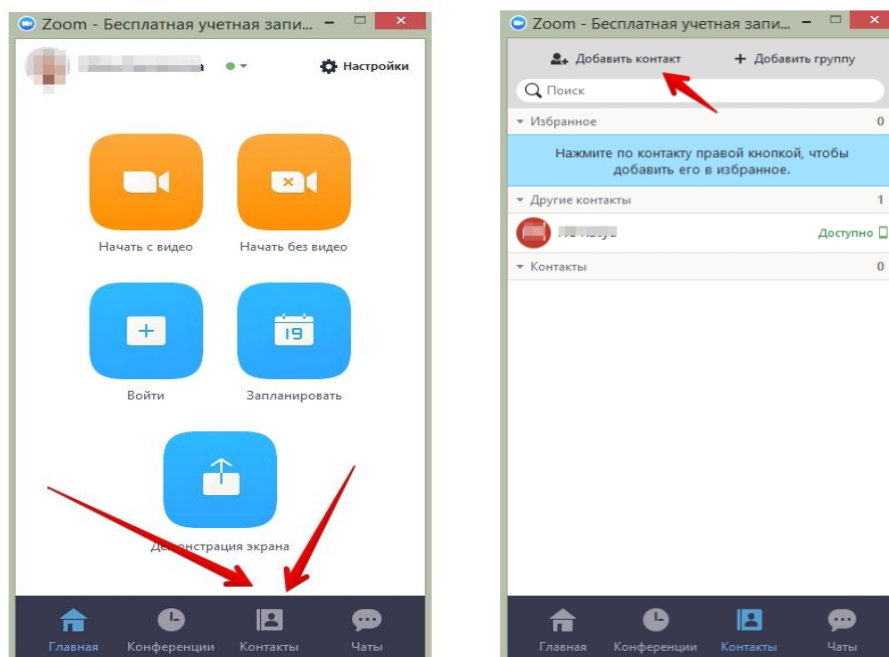 Zoom - Бесплатная учетная запи...
Настройки
Начать с видео
Начать без видео
19
Войти
Запланировать
Демонстрация экрана
Главная
Конференции
Контакты
Чаты
Zoom - Бесплатная учетная запи...
Добавить контакт
+ Добавить группу
Поиск
Избранное 0
Нажмите по контакту правой кнопкой, чтобы
добавить его в избранное.
Другие контакты 1
Доступно
Контакты 0
Главная
Конференции
Контакты
Чаты